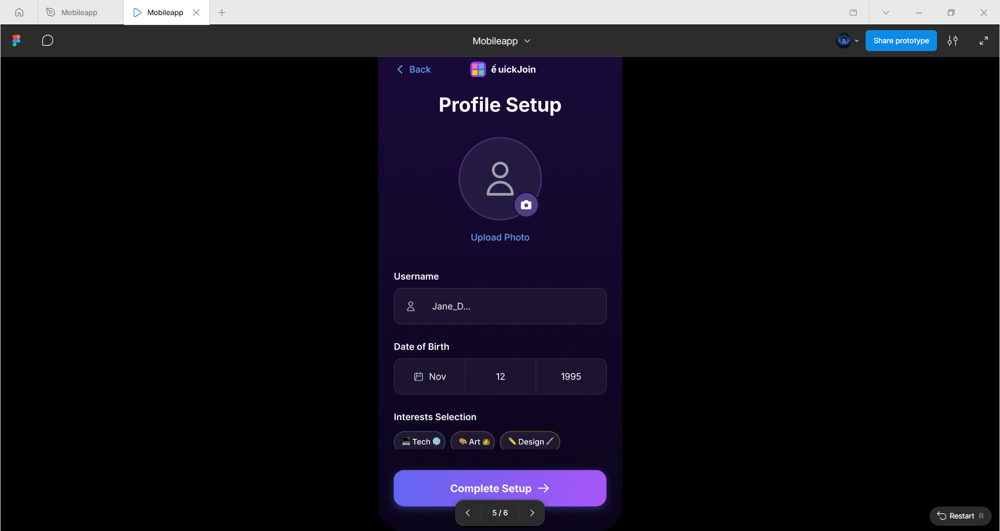 Mobileapp
Mobileapp
Mobileapp
Share prototype
Back
ế uickJoin
Profile Setup
Upload Photo
Username
Jane_D...
Date of Birth
Nov 12 1995
Interests Selection
Tech Art Design
Complete Setup
5 / 6
Restart R